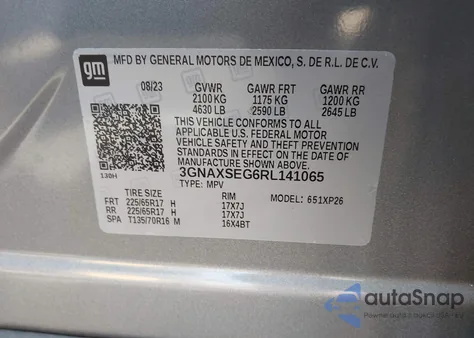 gm
MFD BY GENERAL MOTORS DE MEXICO, S. DE R.L. DE C.V.
08/23 GVWR GAWR FRT GAWR RR
2100 KG 1175 KG 1200 KG
4630 LB 2590 LB 2645 LB
THIS VEHICLE CONFORMS TO ALL
APPLICABLE U.S. FEDERAL MOTOR
VEHICLE SAFETY STANDARDS IN
EFFECT ON THE DATE OF
MANUFACTURE SHOWN ABOVE.
3GNAXSEG6RL141065
TYPE: MPV
130H
TIRE SIZE RIM MODEL: 651XP26
FRT 225/65R17 H 17X7J
RR 225/65R17 H 17X7J
SPA T135/70R16 M 16X4BT
autoSnap